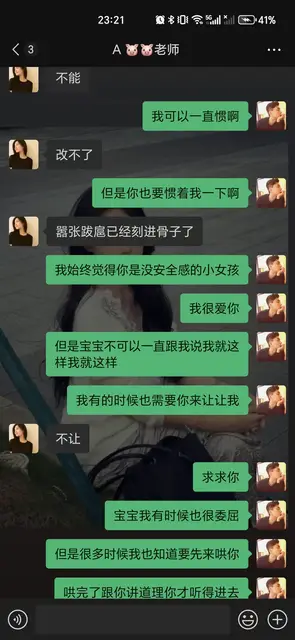 23:21
5G
41%
3
A 🐷🐷老师
不能
我可以一直惯啊
改不了
但是你也要惯着我一下啊
嚣张跋扈已经刻进骨子了
我始终觉得你是没安全感的小女孩
我很爱你
但是宝宝不可以一直跟我说我就这
样我就这样
我有的时候也需要你来让让我
不让
求求你
宝宝我有时候也很委屈
但是很多时候我也知道要先来哄你
哄完了跟你讲道理你才听得进去